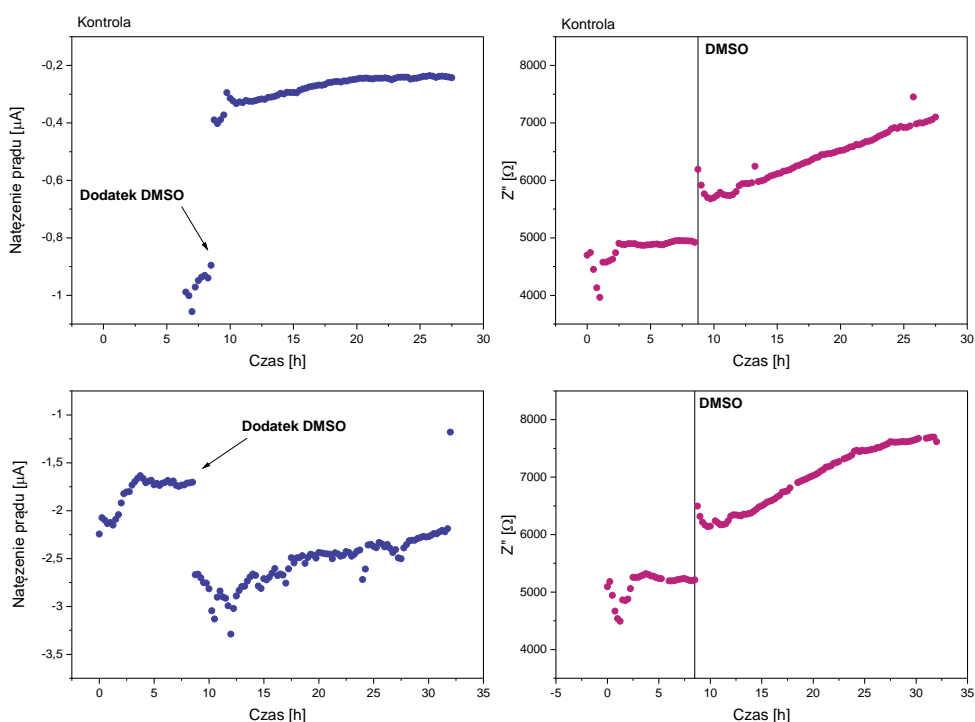 Kontrola
-0,2
-0,4
-0,6
-0,8
-1
Natęzenie prądu [µA]
Dodatek DMSO
0 5 10 15 20 25 30
Czas [h]
Kontrola
DMSO
8000
7000
6000
5000
4000
Z" [Ω]
0 5 10 15 20 25 30
Czas [h]
-1
-1,5
-2
-2,5
-3
-3,5
Natęzenie prądu [µA]
Dodatek DMSO
0 5 10 15 20 25 30 35
Czas [h]
DMSO
8000
7000
6000
5000
4000
Z" [Ω]
-5 0 5 10 15 20 25 30 35
Czas [h]